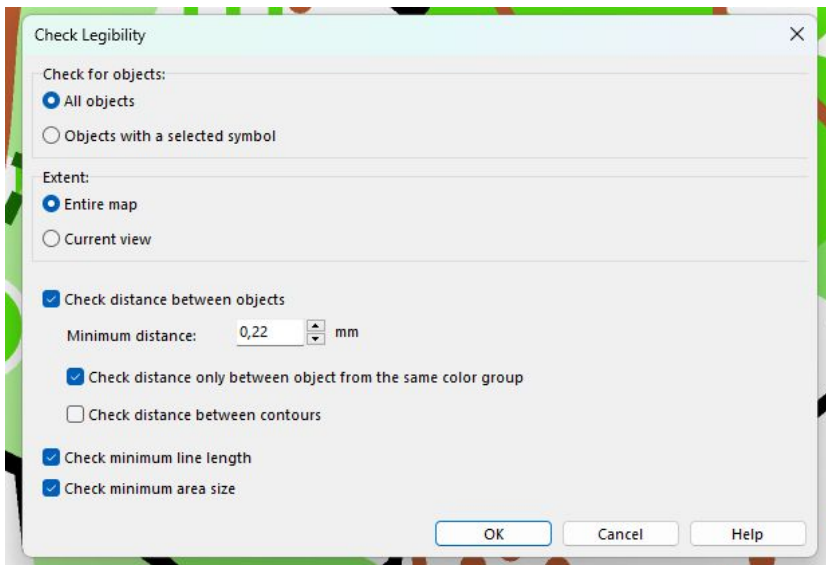 Check Legibility
Check for objects:
All objects
Objects with a selected symbol
Extent:
Entire map
Current view
Check distance between objects
Minimum distance: 0,22 mm
Check distance only between object from the same color group
Check distance between contours
Check minimum line length
Check minimum area size
OK Cancel Help